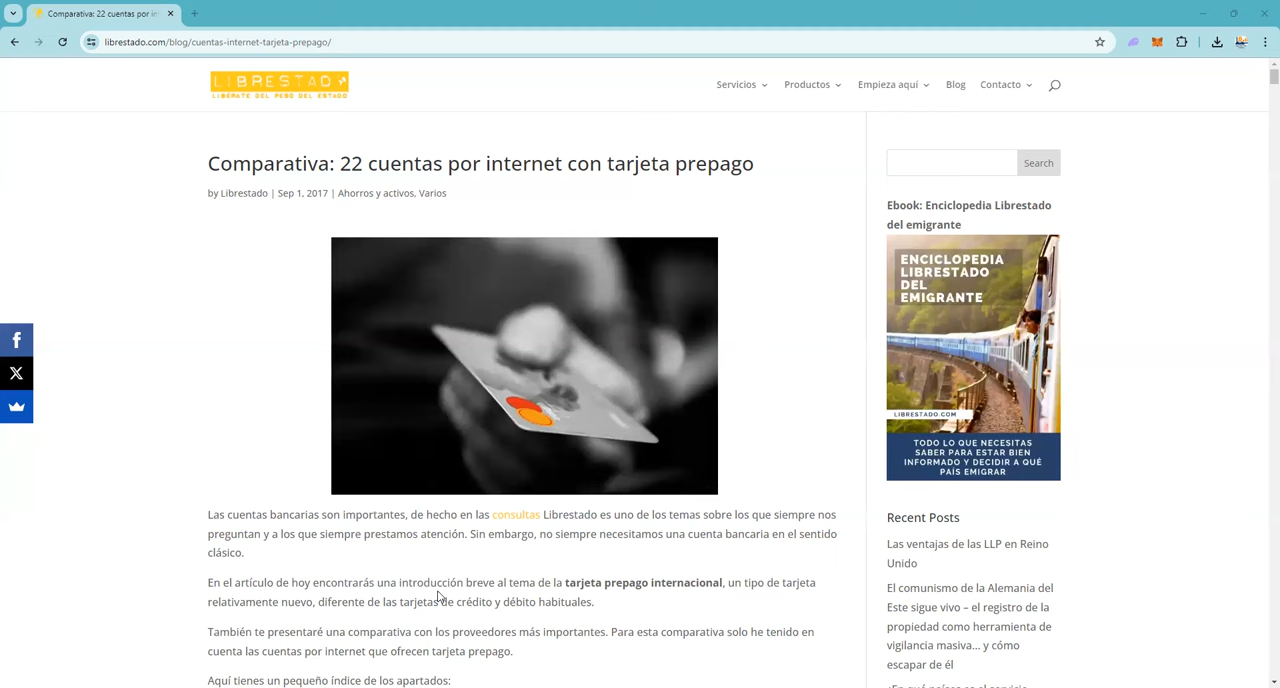 Comparativa: 22 cuentas por in
librestad.com/blog/cuentas-internet-tarjeta-prepago/
LIBRESTAD
LIBÉRATE DEL PESO DEL ESTADO
Servicios
Productos
Empieza aquí
Blog
Contacto
Comparativa: 22 cuentas por internet con tarjeta prepago
by Librestado | Sep 1, 2017 | Ahorros y activos, Varios
Las cuentas bancarias son importantes, de hecho en las consultas Librestado es uno de los temas sobre los que siempre nos
preguntan y a los que siempre prestamos atención. Sin embargo, no siempre necesitamos una cuenta bancaria en el sentido
clásico.
En el artículo de hoy encontrarás una introducción breve al tema de la tarjeta prepago internacional, un tipo de tarjeta
relativamente nuevo, diferente de las tarjetas de crédito y débito habituales.
También te presentaré una comparativa con los proveedores más importantes. Para esta comparativa solo he tenido en
cuenta las cuentas por internet que ofrecen tarjeta prepago.
Aquí tienes un pequeño índice de los apartados:
Search
Ebook: Enciclopedia Librestado
del emigrante
ENCICLOPEDIA
LIBRESTADO
DEL
EMIGRANTE
LIBRESTADO.COM
TODO LO QUE NECESITAS
SABER PARA ESTAR BIEN
INFORMADO Y DECIDIR A QUÉ
PAÍS EMIGRAR
Recent Posts
Las ventajas de las LLP en Reino
Unido
El comunismo de la Alemania del
Este sigue vivo – el registro de la
propiedad como herramienta de
vigilancia masiva… y cómo
escapar de él